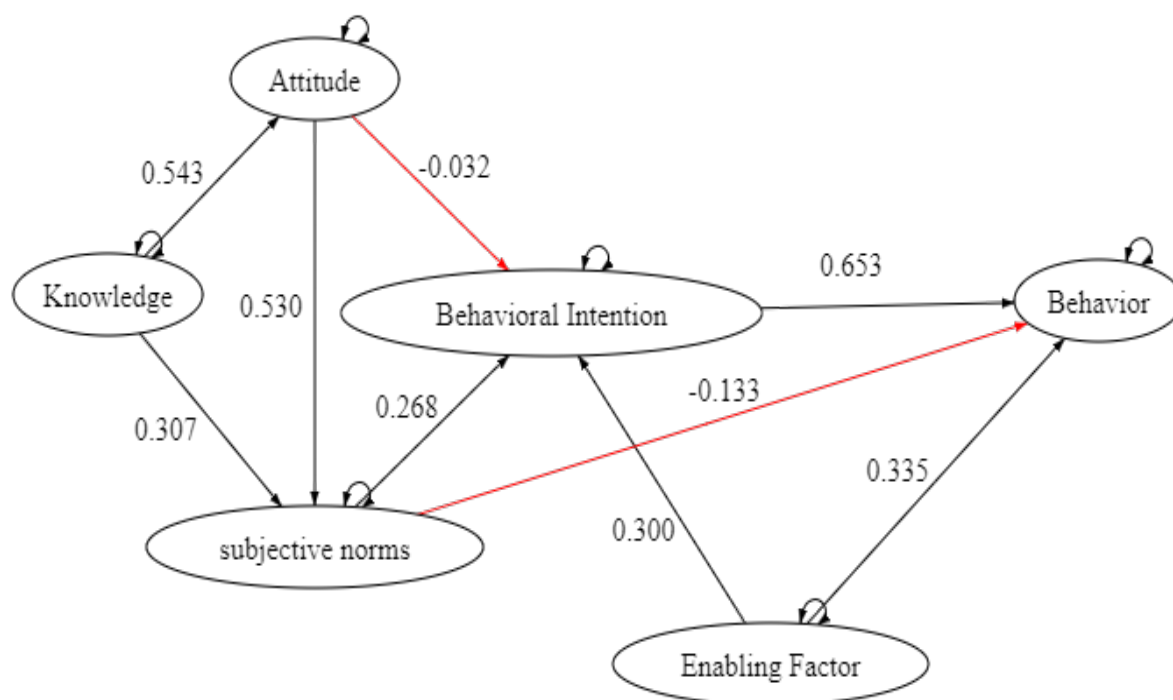 Attitude
0.543
-0.032
Knowledge
0.530
Behavioral Intention
0.653
Behavior
0.307
0.268
-0.133
subjective norms
0.300
0.335
Enabling Factor